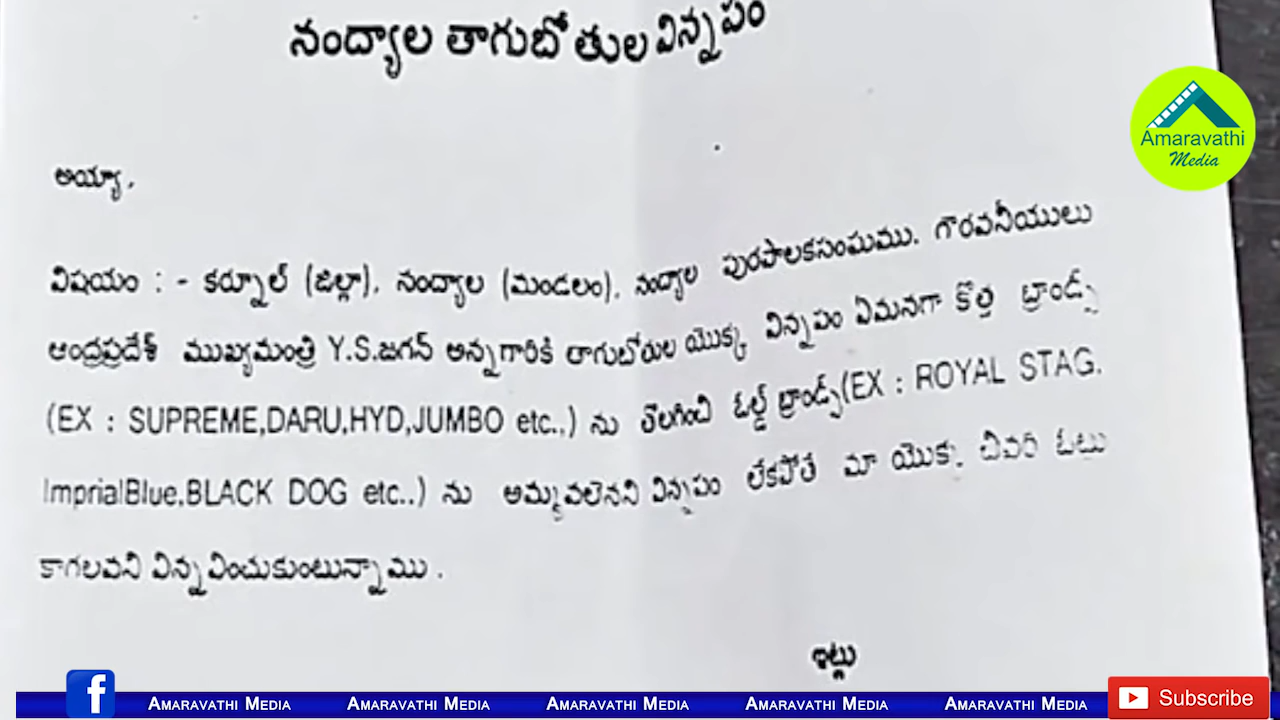 నంద్యాల తాగుబోతుల విన్నపం
Amaravathi
Media
అయ్యా,
విషయం : - కర్నూల్ (జిల్లా), నంద్యాల (మండలం), నంద్యాల పురపాలకసంఘము. గౌరవనీయులు
ఆంద్రప్రదేశ్ ముఖ్యమంత్రి Y.S.జగన్ అన్నగారికి తాగుబోతుల యొక్క విన్నపం ఏమనగా కొత్త బ్రాండ్స్
(EX : SUPREME,DARU,HYD,JUMBO etc.,) ను తొలగించి ఓల్డ్ బ్రాండ్స్(EX : ROYAL STAG,
ImprialBlue,BLACK DOG etc..) ను అమ్మవలెనని విన్నపం లేకపోతే మా యొక్క చివరి ఓటు
కాగలవని విన్నవించుకుంటున్నాము .
ఇట్లు
f AMARAVATHI MEDIA AMARAVATHI MEDIA AMARAVATHI MEDIA AMARAVATHI MEDIA AMARAVATHI MEDIA Subscribe